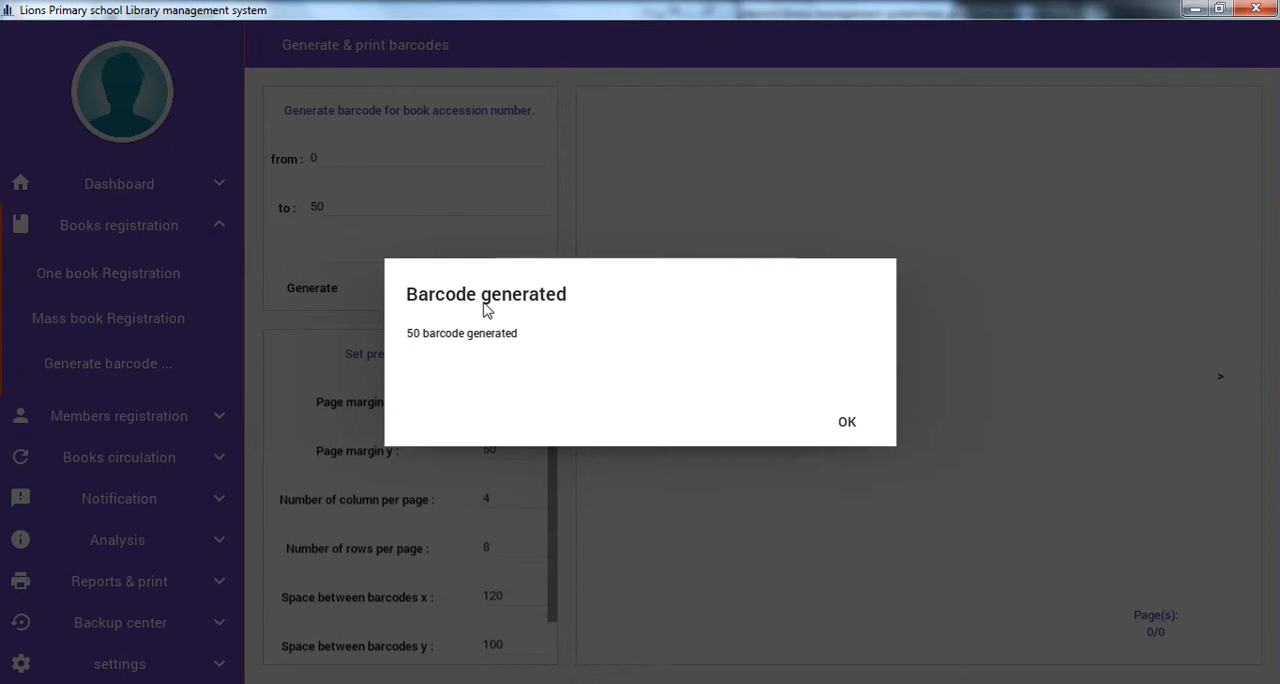 Lions Primary school Library management system
Generate & print barcodes
Dashboard
Books registration
One book Registration
Mass book Registration
Generate barcode ...
Members registration
Books circulation
Notification
Analysis
Reports & print
Backup center
settings
Generate barcode for book accession number.
from : 0
to : 50
Generate
Set pre
Page margin
Page margin y : 50
Number of column per page : 4
Number of rows per page : 8
Space between barcodes x : 120
Space between barcodes y : 100
Barcode generated
50 barcode generated
OK
>
Page(s):
0/0